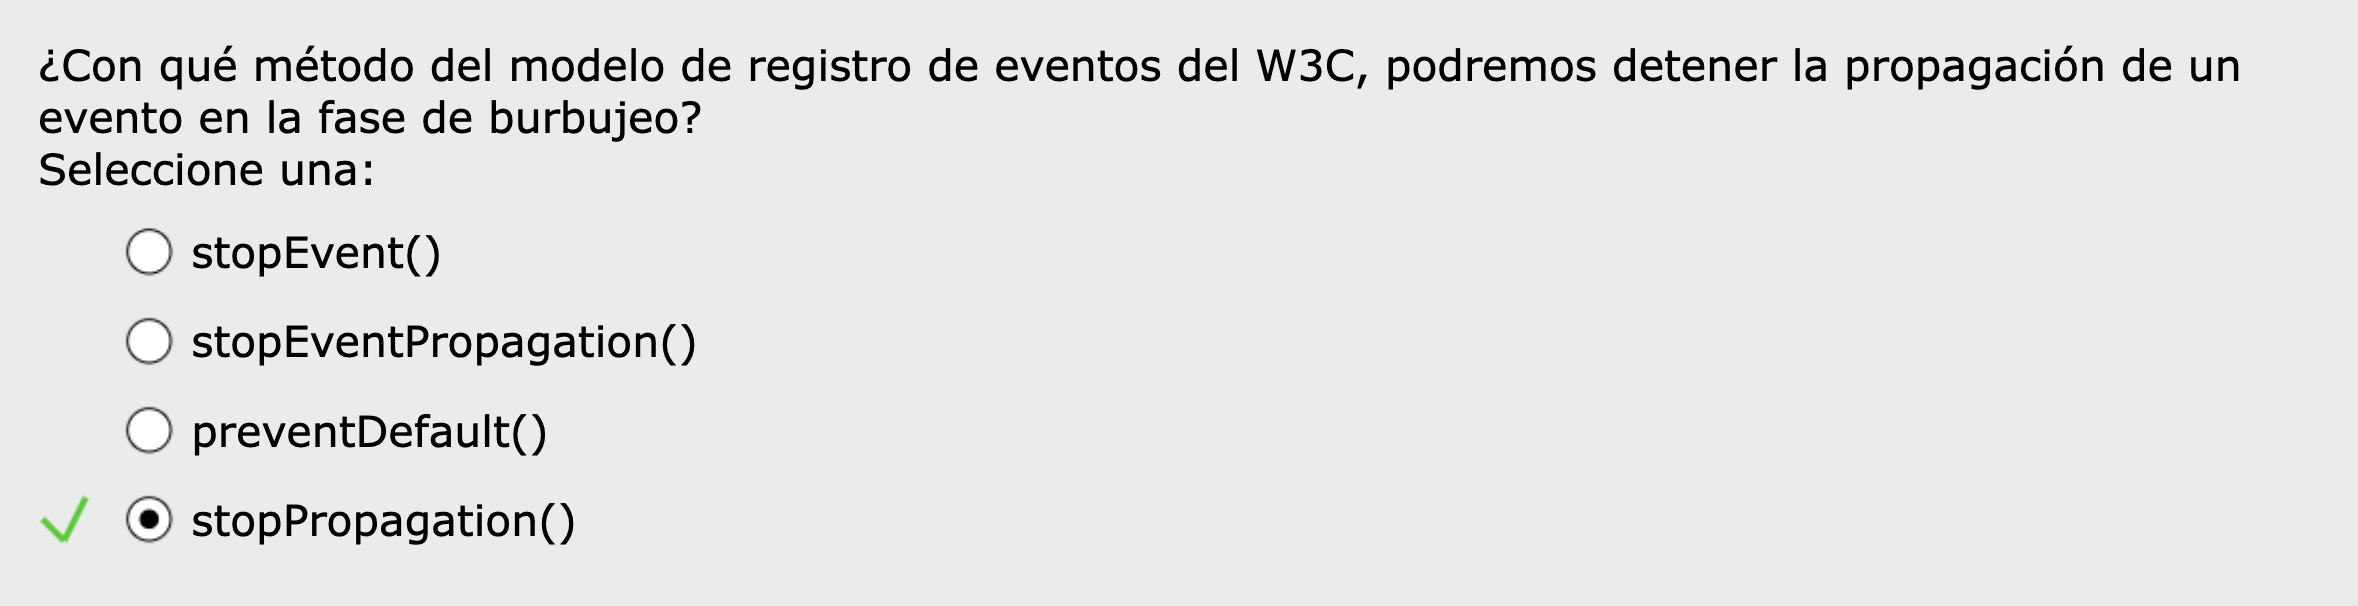 ¿Con qué método del modelo de registro de eventos del W3C, podremos detener la propagación de un
evento en la fase de burbujeo?
Seleccione una:
stopEvent()
stopEventPropagation()
preventDefault()
stopPropagation()